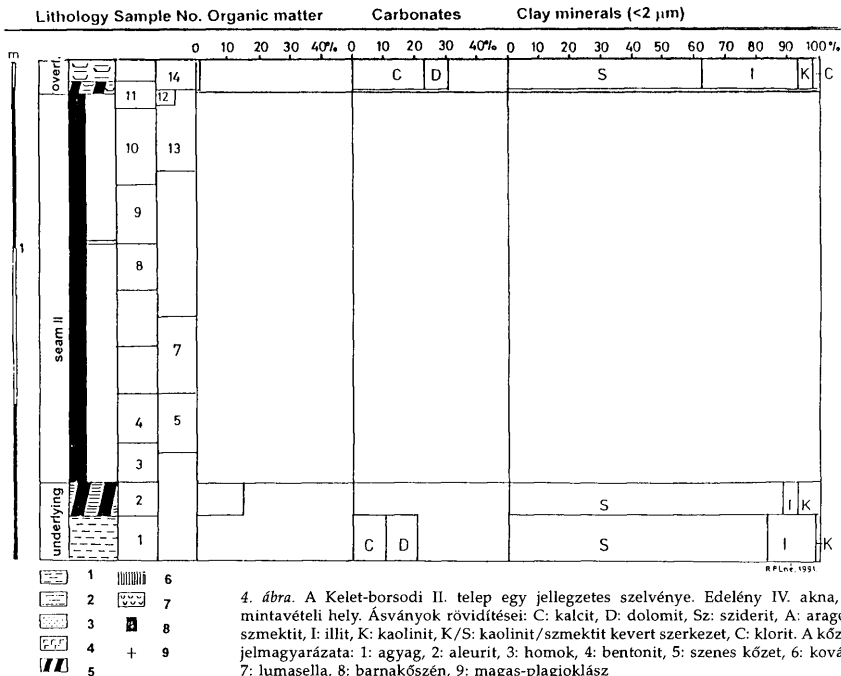 Lithology Sample No. Organic matter Carbonates Clay minerals (<2 μm)
m 0 10 20 30 40% 0 10 20 30 40% 0 10 20 30 40 50 60 70 80 90 100%
overl. 14 C D S I K C
11 12
10 13
9
1
8
seam II
7
4 5
3
underlying 2 S I K
1 C D S I K
R.P.Lné. 1991
1 6
2 7
3 8
4 9
5
4. ábra. A Kelet-borsodi II. telep egy jellegzetes szelvénye. Edelény IV. akna,
mintavételi hely. Ásványok rövidítései: C: kalcit, D: dolomit, Sz: sziderit, A: arago
szmektit, I: illit, K: kaolinit, K/S: kaolinit/szmektit kevert szerkezet, C: klorit. A kőz
jelmagyarázata: 1: agyag, 2: aleurit, 3: homok, 4: bentonit, 5: szenes kőzet, 6: ková
7: lumasella, 8: barnakőszén, 9: magas-plagioklász